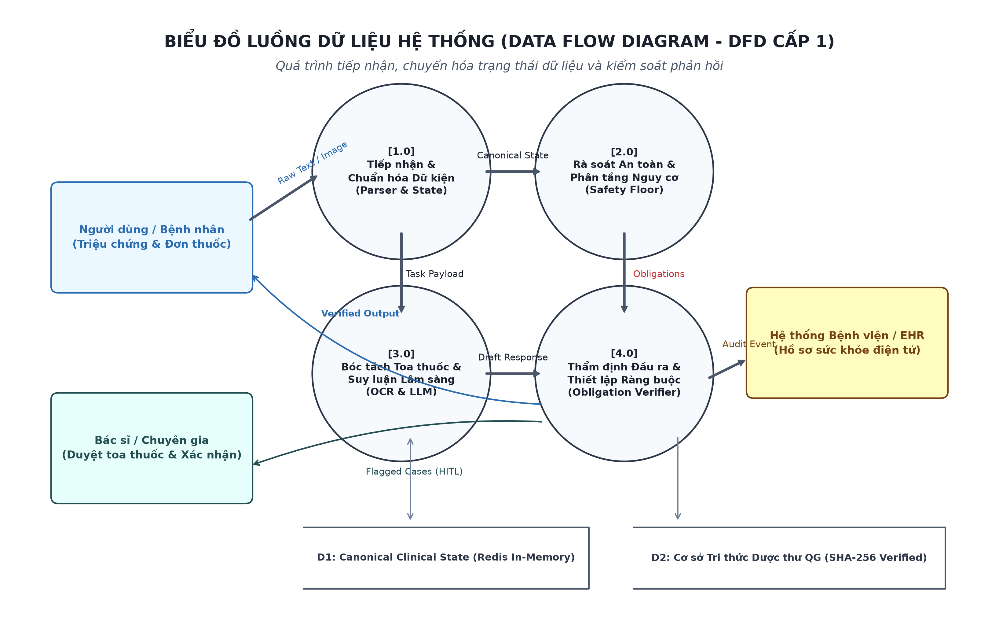 BIỂU ĐỒ LUỒNG DỮ LIỆU HỆ THỐNG (DATA FLOW DIAGRAM - DFD CẤP 1)
Quá trình tiếp nhận, chuyển hóa trạng thái dữ liệu và kiểm soát phản hồi
Raw Text / Image
[1.0]
Tiếp nhận &
Chuẩn hóa Dữ kiện
(Parser & State)
Canonical State
[2.0]
Rà soát An toàn &
Phân tầng Nguy cơ
(Safety Floor)
Người dùng / Bệnh nhân
(Triệu chứng & Đơn thuốc)
Task Payload
Obligations
Verified Output
[3.0]
Bóc tách Toa thuốc &
Suy luận Lâm sàng
(OCR & LLM)
Draft Response
[4.0]
Thẩm định Đầu ra &
Thiết lập Ràng buộc
(Obligation Verifier)
Audit Event
Hệ thống Bệnh viện / EHR
(Hồ sơ sức khỏe điện tử)
Bác sĩ / Chuyên gia
(Duyệt toa thuốc & Xác nhận)
Flagged Cases (HITL)
D1: Canonical Clinical State (Redis In-Memory)
D2: Cơ sở Tri thức Dược thư QG (SHA-256 Verified)